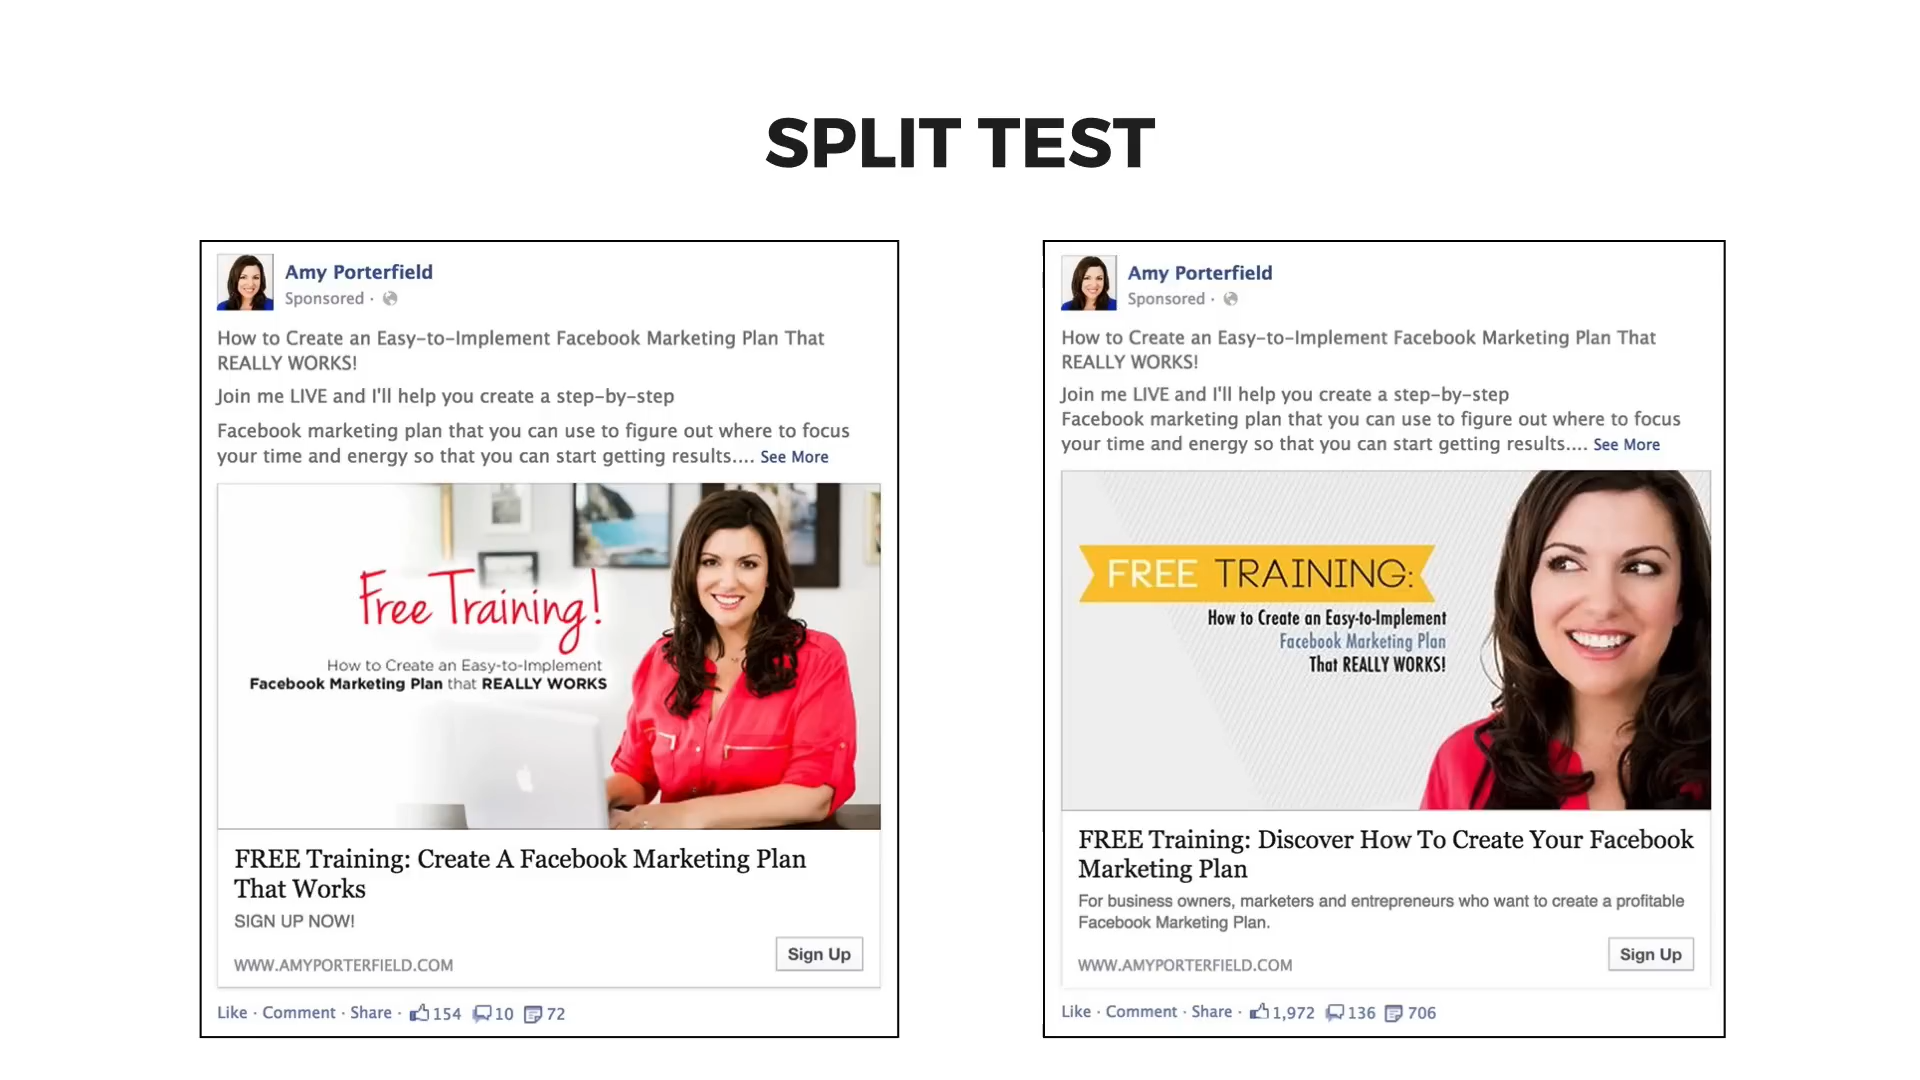 SPLIT TEST
Amy Porterfield
Sponsored ·
How to Create an Easy-to-Implement Facebook Marketing Plan That
REALLY WORKS!
Join me LIVE and I'll help you create a step-by-step
Facebook marketing plan that you can use to figure out where to focus
your time and energy so that you can start getting results.... See More
Free Training!
How to Create an Easy-to-Implement
Facebook Marketing Plan that REALLY WORKS
FREE Training: Create A Facebook Marketing Plan
That Works
SIGN UP NOW!
WWW.AMYPORTERFIELD.COM
Sign Up
Like · Comment · Share · 154 10 72
Amy Porterfield
Sponsored ·
How to Create an Easy-to-Implement Facebook Marketing Plan That
REALLY WORKS!
Join me LIVE and I'll help you create a step-by-step
Facebook marketing plan that you can use to figure out where to focus
your time and energy so that you can start getting results.... See More
FREE TRAINING:
How to Create an Easy-to-Implement
Facebook Marketing Plan
That REALLY WORKS!
FREE Training: Discover How To Create Your Facebook
Marketing Plan
For business owners, marketers and entrepreneurs who want to create a profitable
Facebook Marketing Plan.
WWW.AMYPORTERFIELD.COM
Sign Up
Like · Comment · Share · 1,972 136 706